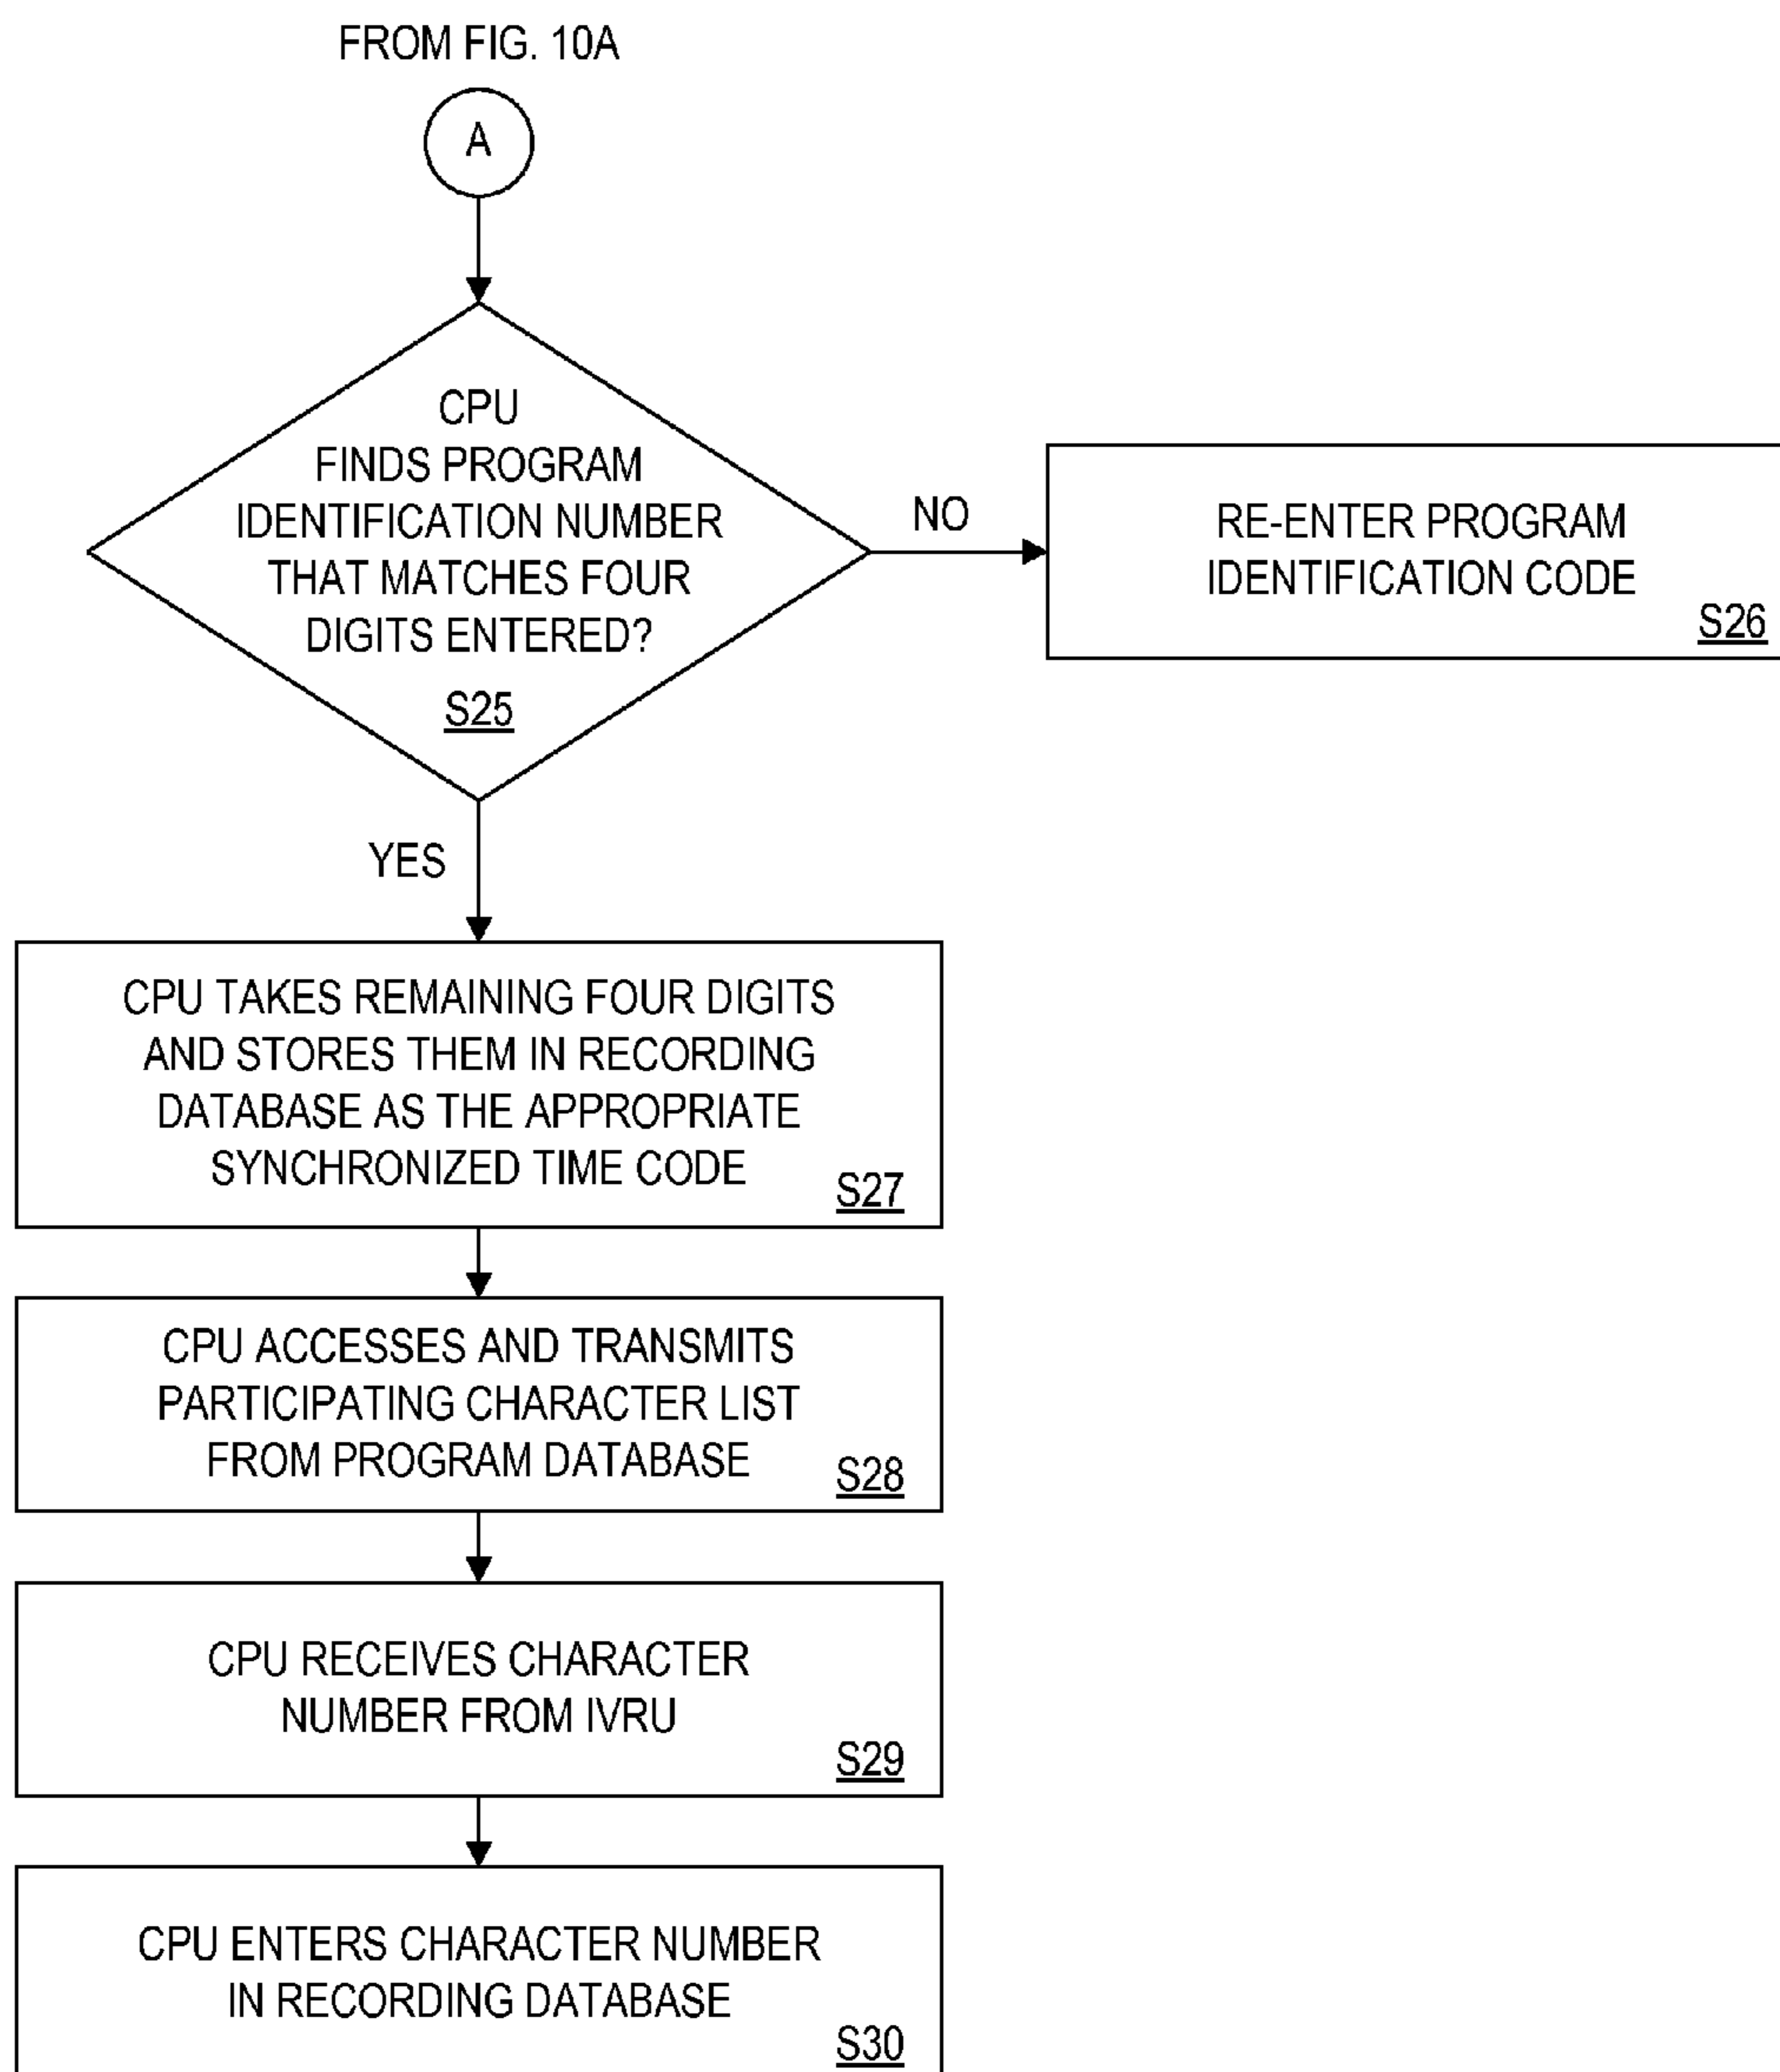 FROM FIG. 10A
A
CPU
FINDS PROGRAM
IDENTIFICATION NUMBER
THAT MATCHES FOUR
DIGITS ENTERED?
S25
NO
RE-ENTER PROGRAM
IDENTIFICATION CODE
S26
YES
CPU TAKES REMAINING FOUR DIGITS
AND STORES THEM IN RECORDING
DATABASE AS THE APPROPRIATE
SYNCHRONIZED TIME CODE
S27
CPU ACCESSES AND TRANSMITS
PARTICIPATING CHARACTER LIST
FROM PROGRAM DATABASE
S28
CPU RECEIVES CHARACTER
NUMBER FROM IVRU
S29
CPU ENTERS CHARACTER NUMBER
IN RECORDING DATABASE
S30